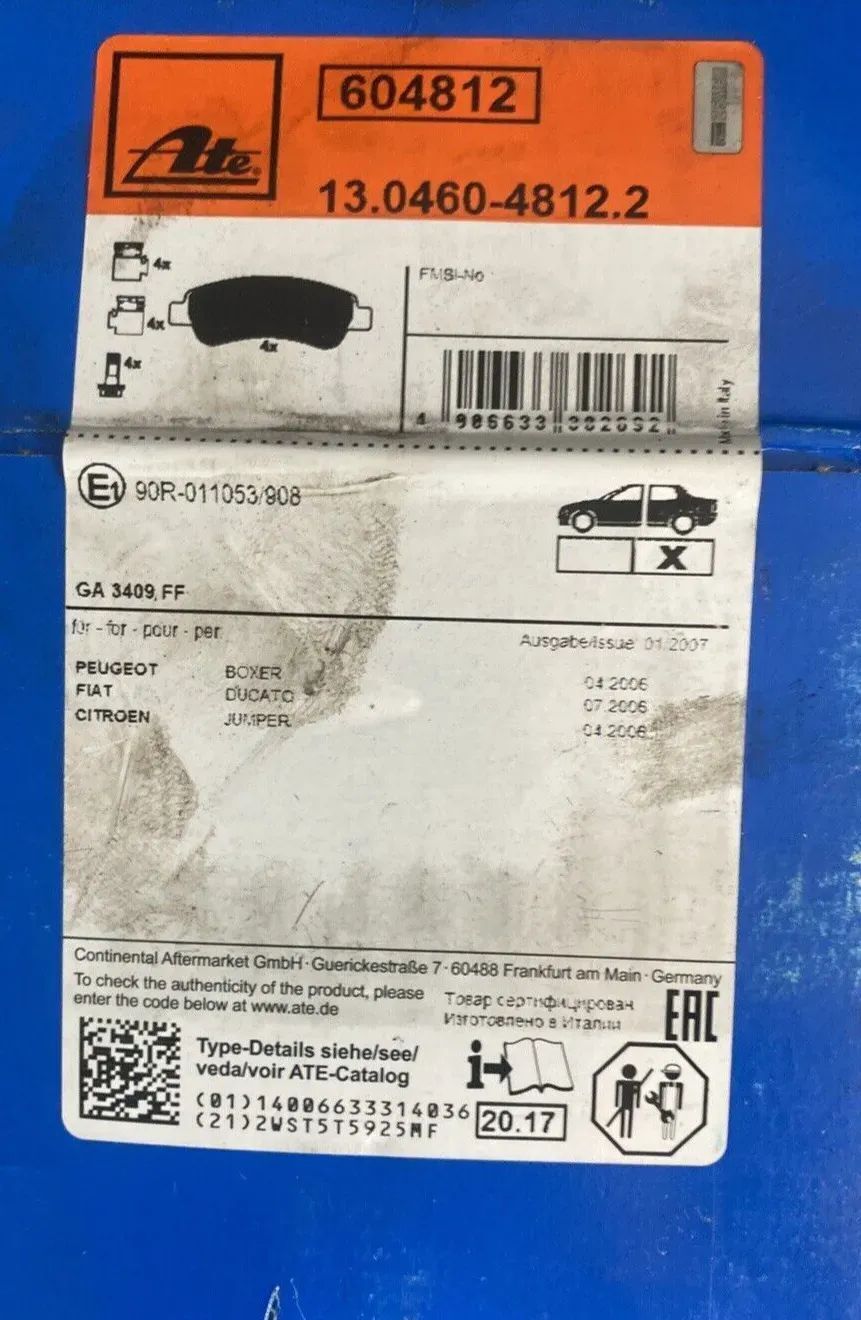 Ate®
604812
13.0460-4812.2
4x
4x
4x
4x
FMSI-No
Made in Italy
E1 90R-011053/908
X
GA 3409, FF
für - for - pour - per
Ausgabe/Issue 01.2007
PEUGEOT BOXER 04.2006
FIAT DUCATO 07.2006
CITROEN JUMPER 04.2006
Continental Aftermarket GmbH · Guerickestraße 7 · 60488 Frankfurt am Main · Germany
To check the authenticity of the product, please
enter the code below at www.ate.de
Товар сертифицирован
Изготовлено в Италии
EAC
Type-Details siehe/see/
veda/voir ATE-Catalog
(01)14006633314036
(21)2WST5T5925MF
20.17